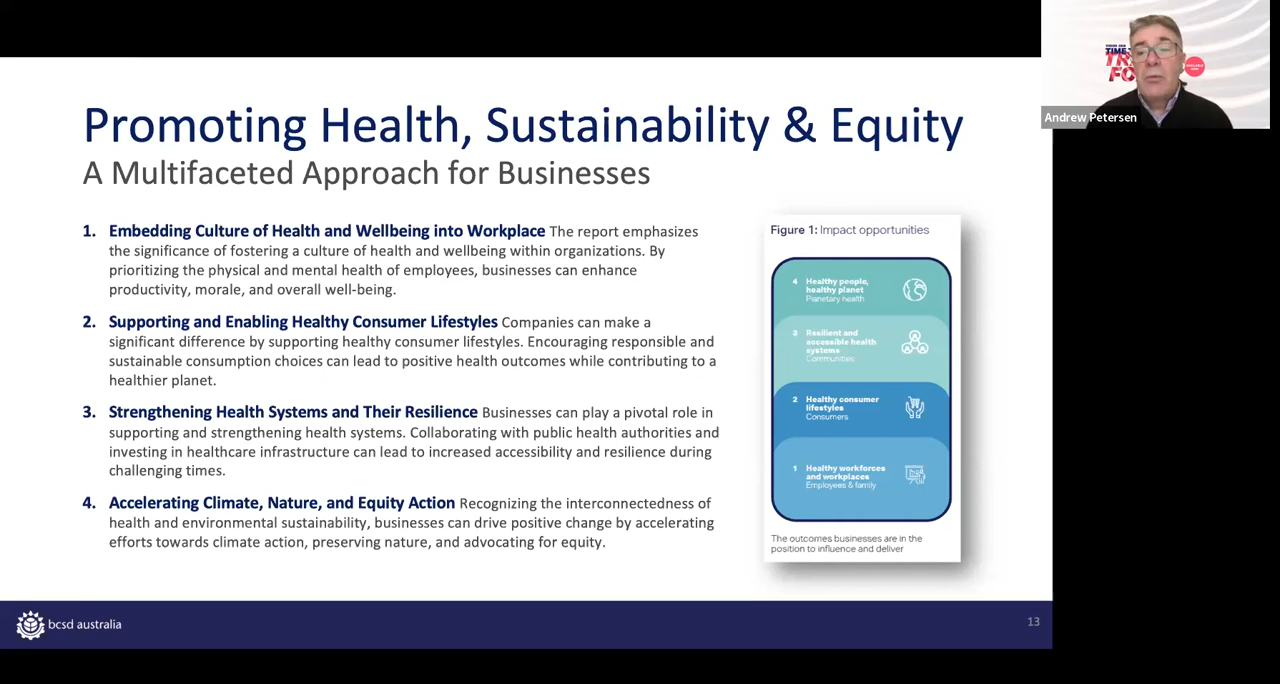 Promoting Health, Sustainability & Equity
A Multifaceted Approach for Businesses
1. Embedding Culture of Health and Wellbeing into Workplace The report emphasizes
the significance of fostering a culture of health and wellbeing within organizations. By
prioritizing the physical and mental health of employees, businesses can enhance
productivity, morale, and overall well-being.
2. Supporting and Enabling Healthy Consumer Lifestyles Companies can make a
significant difference by supporting healthy consumer lifestyles. Encouraging responsible and
sustainable consumption choices can lead to positive health outcomes while contributing to a
healthier planet.
3. Strengthening Health Systems and Their Resilience Businesses can play a pivotal role in
supporting and strengthening health systems. Collaborating with public health authorities and
investing in healthcare infrastructure can lead to increased accessibility and resilience during
challenging times.
4. Accelerating Climate, Nature, and Equity Action Recognizing the interconnectedness of
health and environmental sustainability, businesses can drive positive change by accelerating
efforts towards climate action, preserving nature, and advocating for equity.
Figure 1: Impact opportunities
4 Healthy people,
healthy planet
Planetary health
3 Resilient and
accessible health
systems
Communities
2 Healthy consumer
lifestyles
Consumers
1 Healthy workforces
and workplaces
Employees & family
The outcomes businesses are in the
position to influence and deliver
bcsd australia
13
TIME
Andrew Petersen